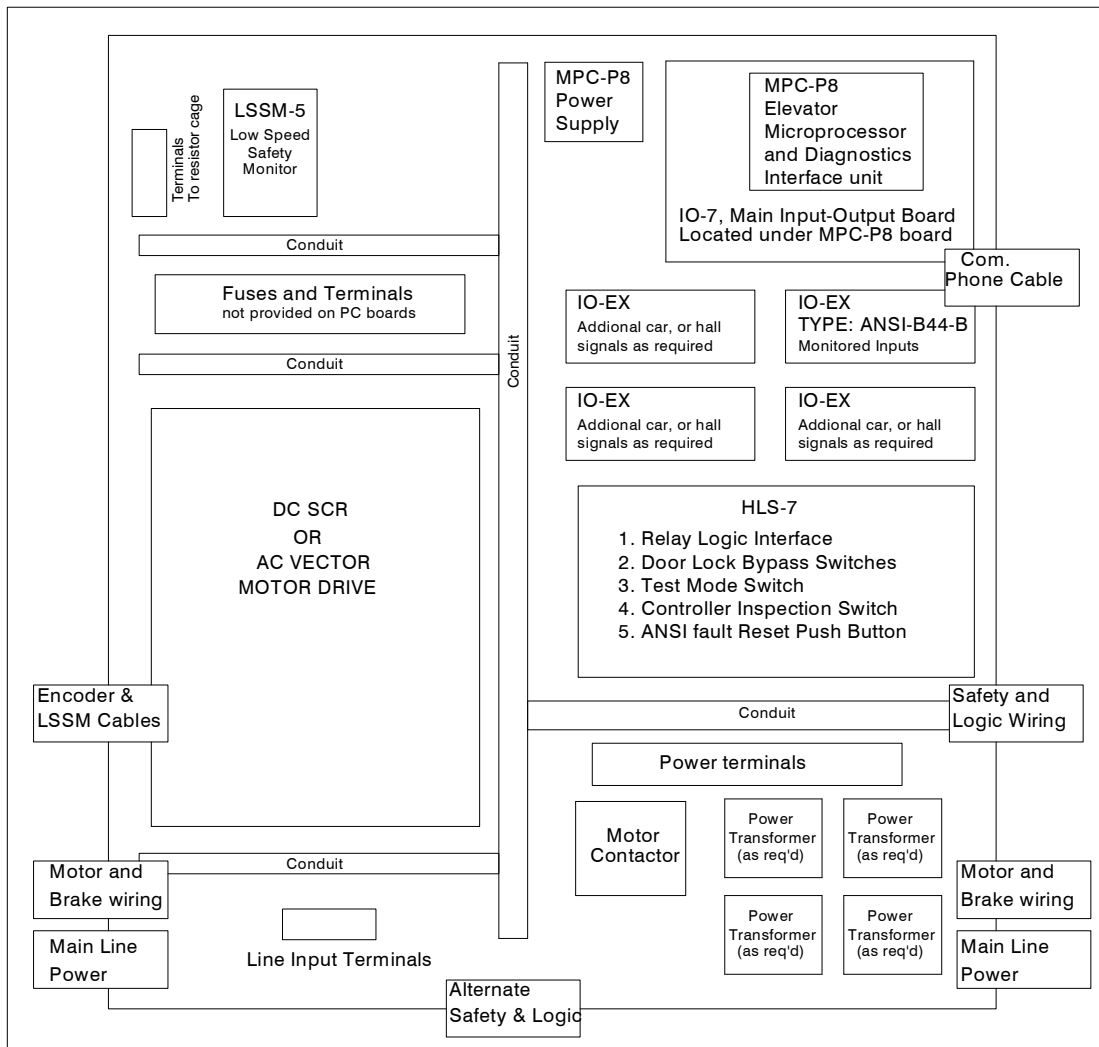 LSSM-5
Low Speed
Safety
Monitor
Terminals
To resistor cage
Conduit
Fuses and Terminals
not provided on PC boards
Conduit
DC SCR
OR
AC VECTOR
MOTOR DRIVE
Encoder &
LSSM Cables
Motor and
Brake wiring
Conduit
Main Line
Power
Line Input Terminals
Alternate
Safety & Logic
Conduit
MPC-P8
Power
Supply
MPC-P8
Elevator
Microprocessor
and Diagnostics
Interface unit
IO-7, Main Input-Output Board
Located under MPC-P8 board
Com.
Phone Cable
IO-EX
Addional car, or hall
signals as required
IO-EX
TYPE: ANSI-B44-B
Monitored Inputs
IO-EX
Addional car, or hall
signals as required
IO-EX
Addional car, or hall
signals as required
HLS-7
1. Relay Logic Interface
2. Door Lock Bypass Switches
3. Test Mode Switch
4. Controller Inspection Switch
5. ANSI fault Reset Push Button
Conduit
Safety and
Logic Wiring
Power terminals
Motor
Contactor
Power
Transformer
(as req'd)
Power
Transformer
(as req'd)
Power
Transformer
(as req'd)
Power
Transformer
(as req'd)
Motor and
Brake wiring
Main Line
Power